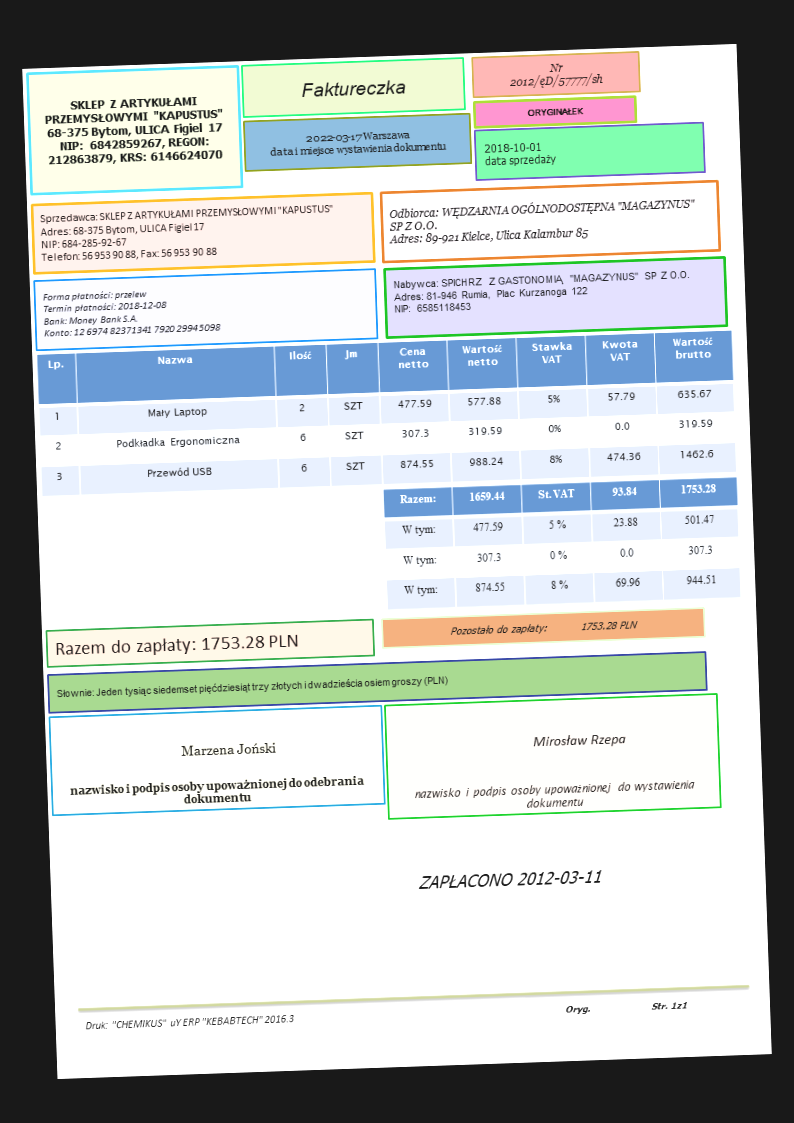 SKLEP Z ARTYKUŁAMI
PRZEMYSŁOWYMI "KAPUSTUS"
68-375 Bytom, ULICA Figiel 17
NIP: 6842859267, REGON:
212863879, KRS: 6146624070
Faktureczka
2022-03-17 Warszawa
data i miejsce wystawienia dokumentu
Nr
2012/ęD/57777/sh
ORYGINAŁEK
2018-10-01
data sprzedaży
Sprzedawca: SKLEP Z ARTYKUŁAMI PRZEMYSŁOWYMI "KAPUSTUS"
Adres: 68-375 Bytom, ULICA Figiel 17
NIP: 684-285-92-67
Telefon: 56 953 90 88, Fax: 56 953 90 88
Odbiorca: WĘDZARNIA OGÓLNODOSTĘPNA "MAGAZYNUS"
SP Z O.O.
Adres: 89-921 Kielce, Ulica Kalambur 85
Forma płatności: przelew
Termin płatności: 2018-12-08
Bank: Money Bank S.A.
Konto: 12 6974 8237 1341 7920 2994 5098
Nabywca: SPICHRZ Z GASTONOMIĄ "MAGAZYNUS" SP Z O.O.
Adres: 81-946 Rumia, Plac Kurzanoga 122
NIP: 6585118453
Lp. Nazwa Ilość Jm Cena netto Wartość netto Stawka VAT Kwota VAT Wartość brutto
1 Mały Laptop 2 SZT 477.59 577.88 5% 57.79 635.67
2 Podkładka Ergonomiczna 6 SZT 307.3 319.59 0% 0.0 319.59
3 Przewód USB 6 SZT 874.55 988.24 8% 474.36 1462.6
Razem: 1659.44 St. VAT 93.84 1753.28
W tym: 477.59 5 % 23.88 501.47
W tym: 307.3 0 % 0.0 307.3
W tym: 874.55 8 % 69.96 944.51
Razem do zapłaty: 1753.28 PLN
Pozostało do zapłaty: 1753.28 PLN
Słownie: Jeden tysiąc siedemset pięćdziesiąt trzy złotych i dwadzieścia osiem groszy (PLN)
Marzena Joński
nazwisko i podpis osoby upoważnionej do odebrania
dokumentu
Mirosław Rzepa
nazwisko i podpis osoby upoważnionej do wystawienia
dokumentu
ZAPŁACONO 2012-03-11
Druk: "CHEMIKUS" uY ERP "KEBABTECH" 2016.3
Oryg.
Str. 1z1